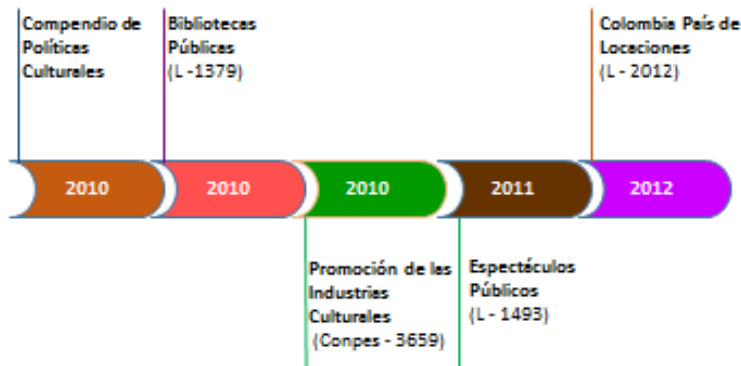 Compendio de
Políticas
Culturales
Bibliotecas
Públicas
(L -1379)
Colombia País de
Locaciones
(L - 2012)
2010
2010
2010
2011
2012
Promoción de las
Industrias
Culturales
(Conpes - 3659)
Espectáculos
Públicos
(L - 1493)